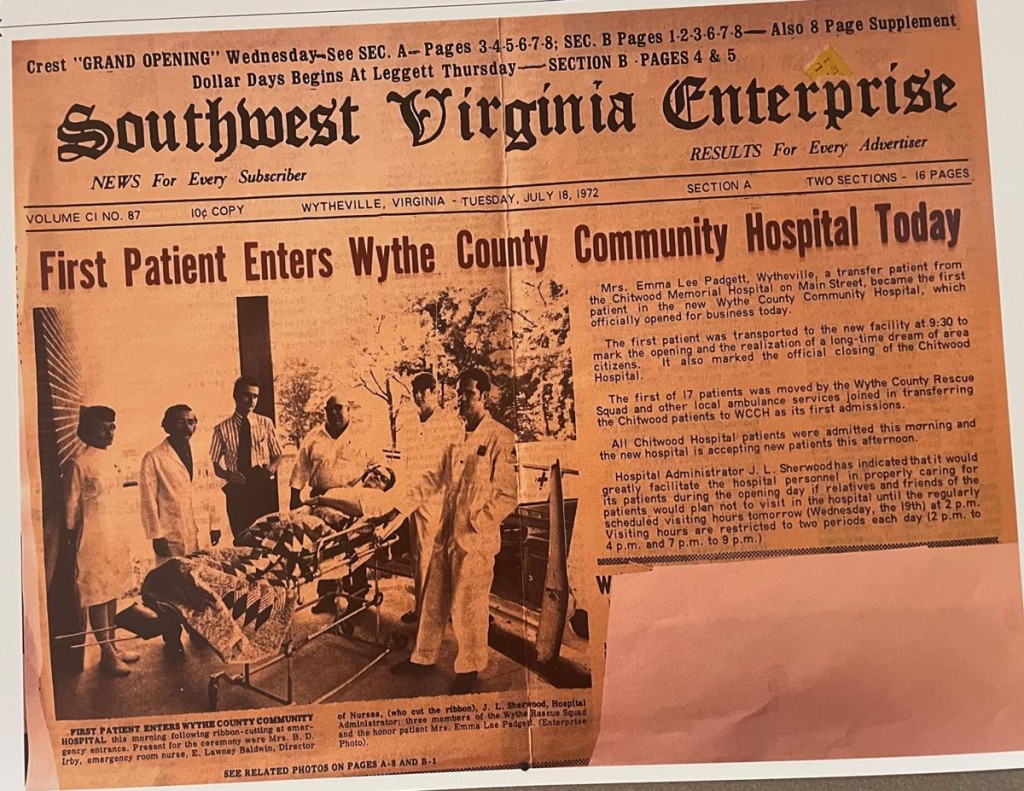 Crest "GRAND OPENING" Wednesday—See SEC. A— Pages 3-4-5-6-7-8; SEC. B Pages 1-2-3-6-7-8— Also 8 Page Supplement
Dollar Days Begins At Leggett Thursday——SECTION B - PAGES 4 & 5
Southwest Virginia Enterprise
NEWS For Every Subscriber
RESULTS For Every Advertiser
VOLUME CI NO. 87 10¢ COPY WYTHEVILLE, VIRGINIA - TUESDAY, JULY 18, 1972 SECTION A TWO SECTIONS - 16 PAGES
First Patient Enters Wythe County Community Hospital Today
Mrs. Emma Lee Padgett, Wytheville, a transfer patient from
the Chitwood Memorial Hospital on Main Street, became the first
patient in the new Wythe County Community Hospital, which
officially opened for business today.
The first patient was transported to the new facility at 9:30 to
mark the opening and the realization of a long-time dream of area
citizens. It also marked the official closing of the Chitwood
Hospital.
The first of 17 patients was moved by the Wythe County Rescue
Squad and other local ambulance services joined in transferring
the Chitwood patients to WCCH as its first admissions.
All Chitwood Hospital patients were admitted this morning and
the new hospital is accepting new patients this afternoon.
Hospital Administrator J. L. Sherwood has indicated that it would
greatly facilitate the hospital personnel in properly caring for
its patients during the opening day if relatives and friends of the
patients would plan not to visit in the hospital until the regularly
scheduled visiting hours tomorrow (Wednesday, the 19th) at 2 p.m.
Visiting hours are restricted to two periods each day (2 p.m. to
4 p.m. and 7 p.m. to 9 p.m.)
W
FIRST PATIENT ENTERS WYTHE COUNTY COMMUNITY
HOSPITAL this morning following ribbon-cutting at emer-
gency entrance. Present for the ceremony were Mrs. B. D.
Irby, emergency room nurse, E. Lawney Baldwin, Director
of Nurses, (who cut the ribbon), J. L. Sherwood, Hospital
Administrator; three members of the Wythe Rescue Squad
and the honor patient Mrs. Emma Lee Padgett. (Enterprise
Photo).
SEE RELATED PHOTOS ON PAGES A-8 AND B-1